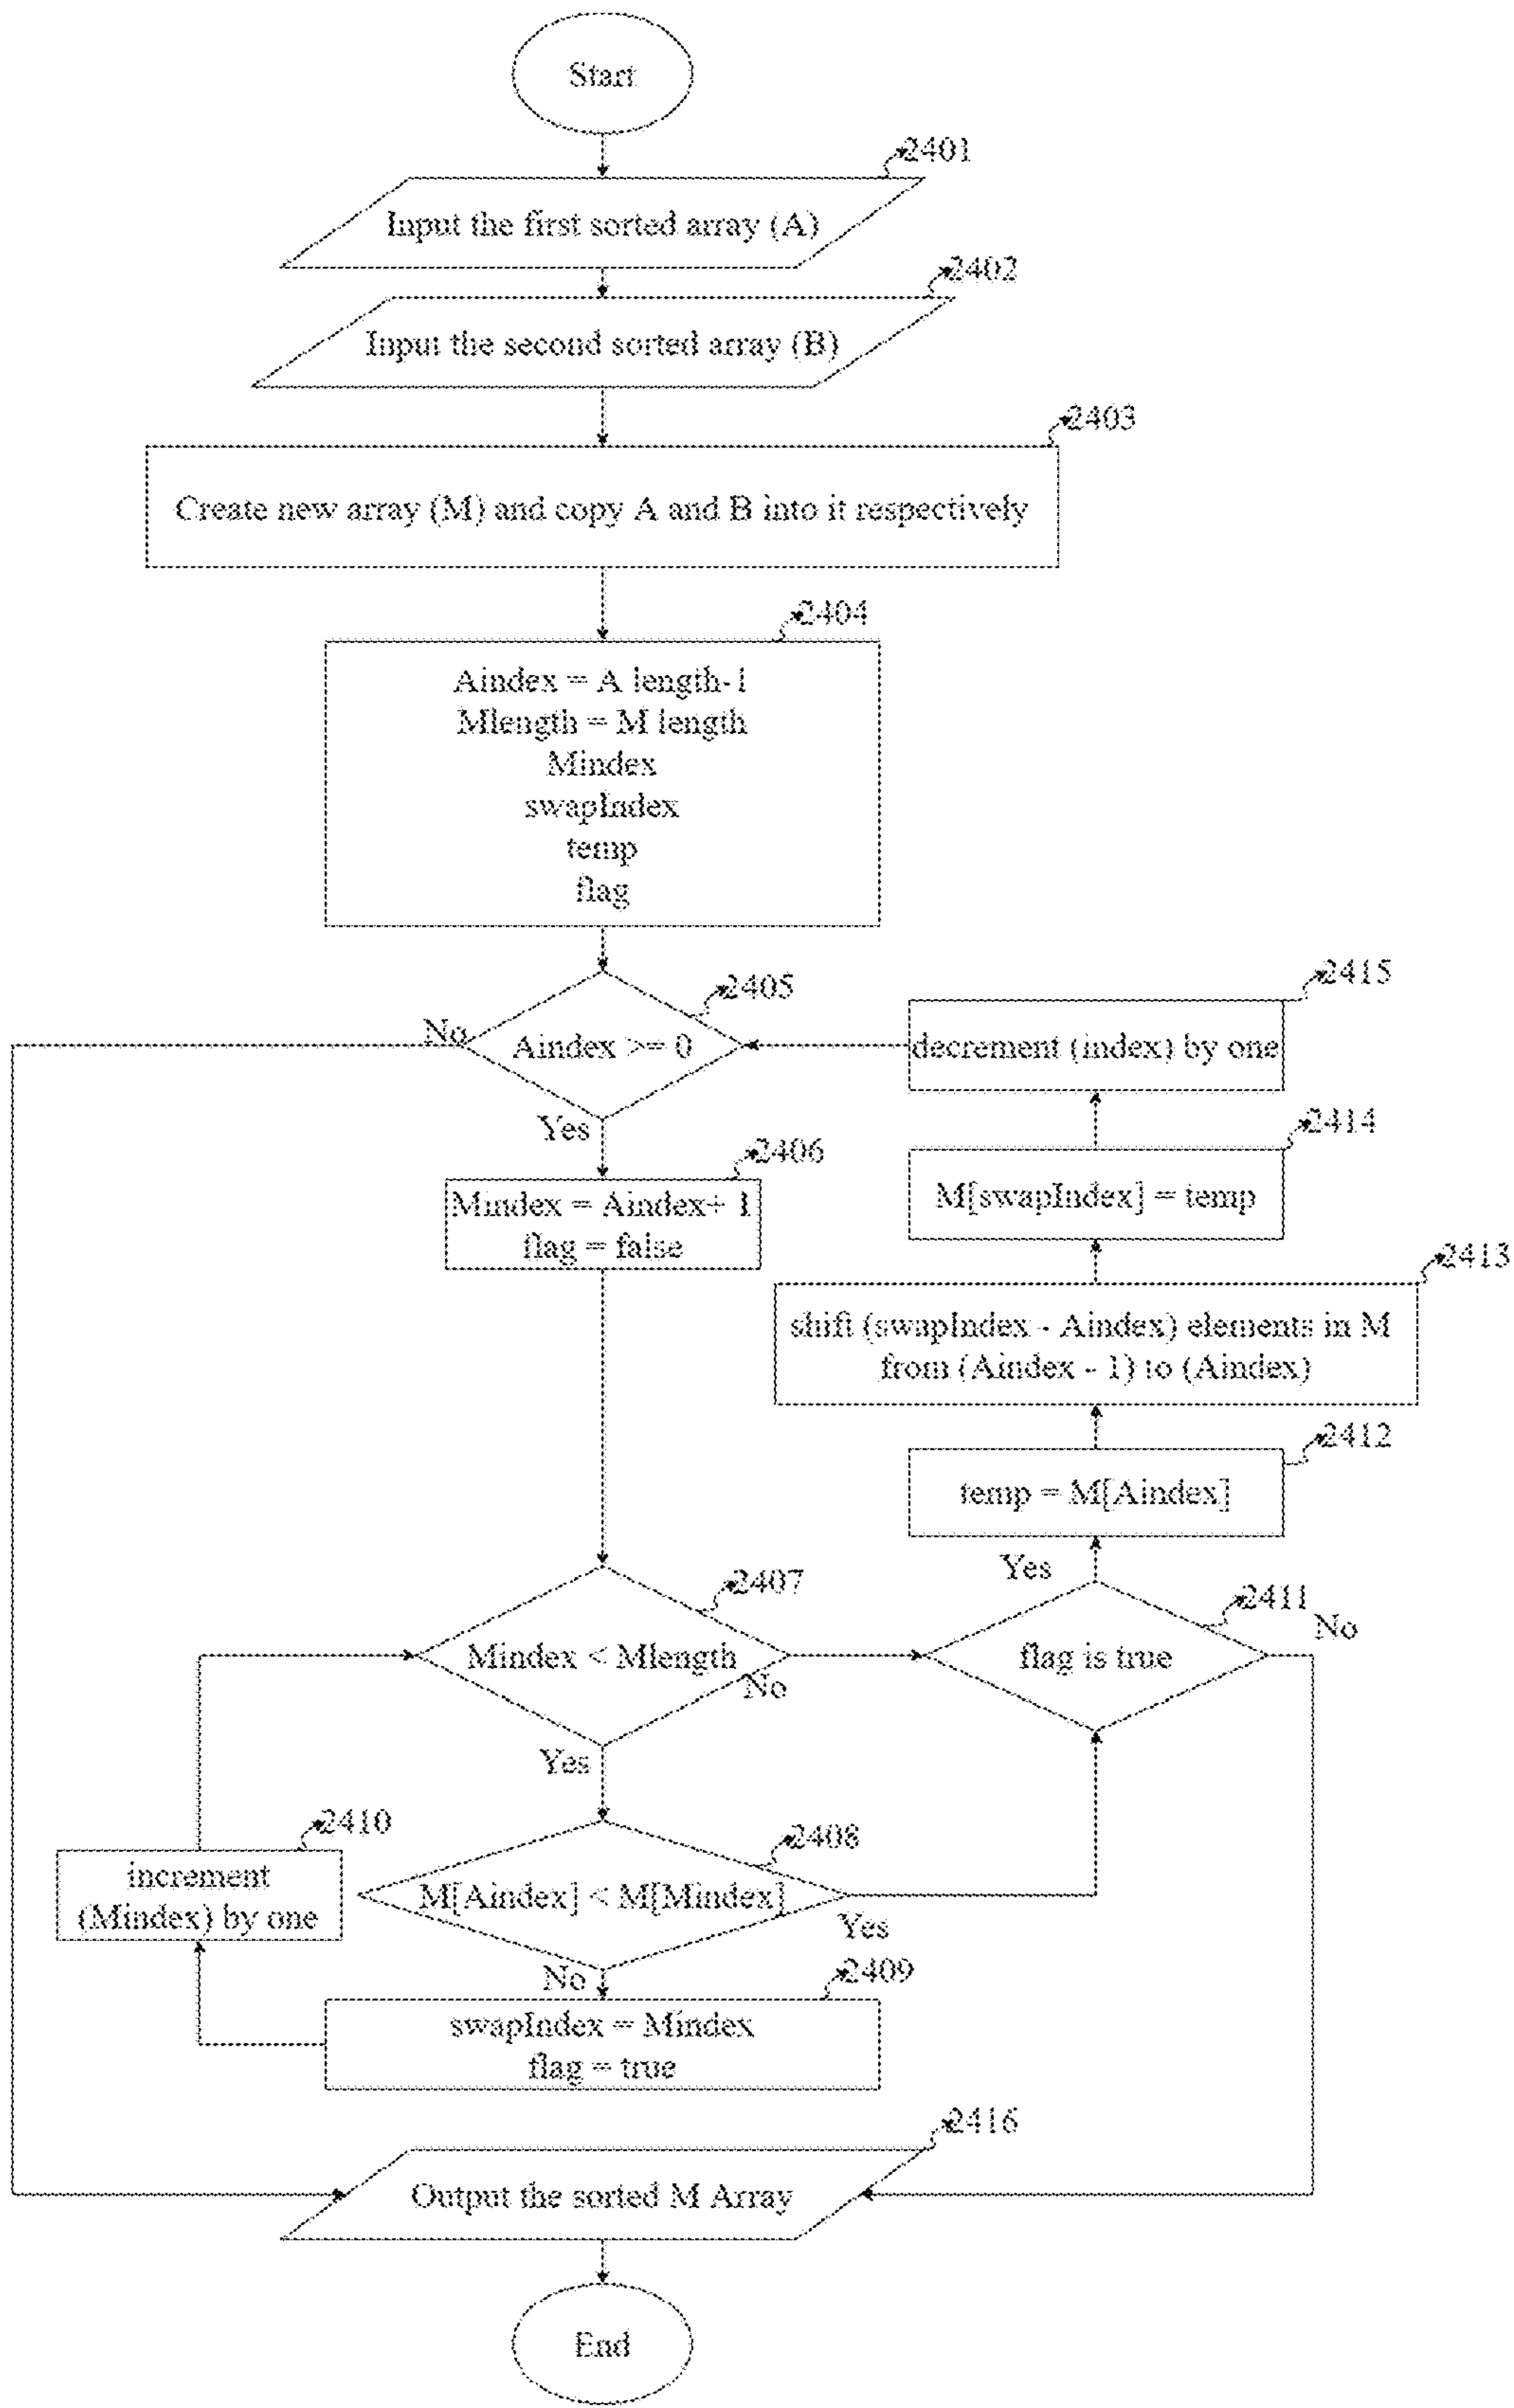 Start
2401
Input the first sorted array (A)
2402
Input the second sorted array (B)
2403
Create new array (M) and copy A and B into it respectively
2404
Aindex = A length-1
Mlength = M length
Mindex
swapIndex
temp
flag
2405
Aindex >= 0
No
Yes
2415
decrement (index) by one
2414
M[swapIndex] = temp
2406
Mindex = Aindex+ 1
flag = false
2413
shift (swapIndex - Aindex) elements in M
from (Aindex - 1) to (Aindex)
2412
temp = M[Aindex]
Yes
2407
Mindex < Mlength
No
2411
flag is true
No
Yes
2410
increment
(Mindex) by one
2408
M[Aindex] < M[Mindex]
Yes
No
2409
swapIndex = Mindex
flag = true
2416
Output the sorted M Array
End